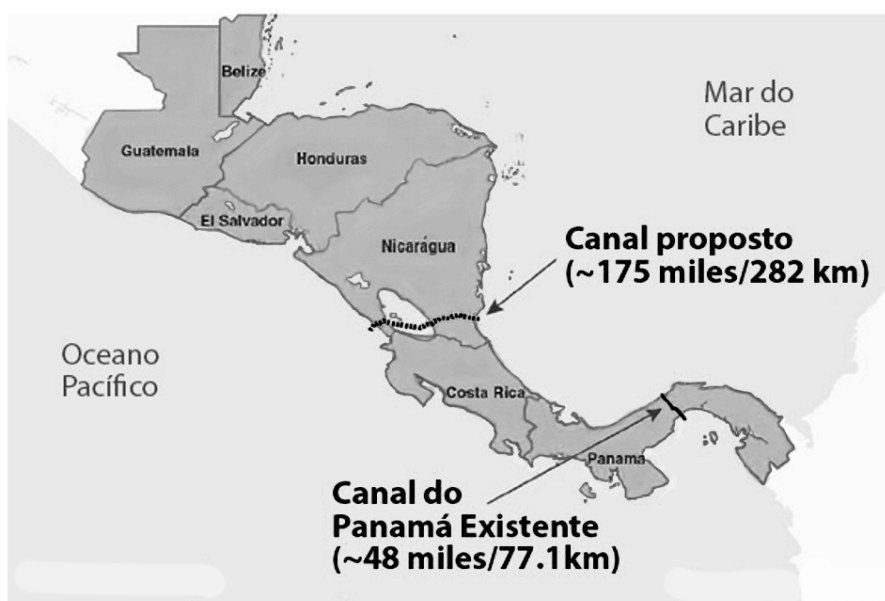 Belize
Mar do
Caribe
Guatemala
Honduras
El Salvador
Nicarágua
Canal proposto
(~175 miles/282 km)
Oceano
Pacífico
Costa Rica
Panama
Canal do
Panamá Existente
(~48 miles/77.1km)